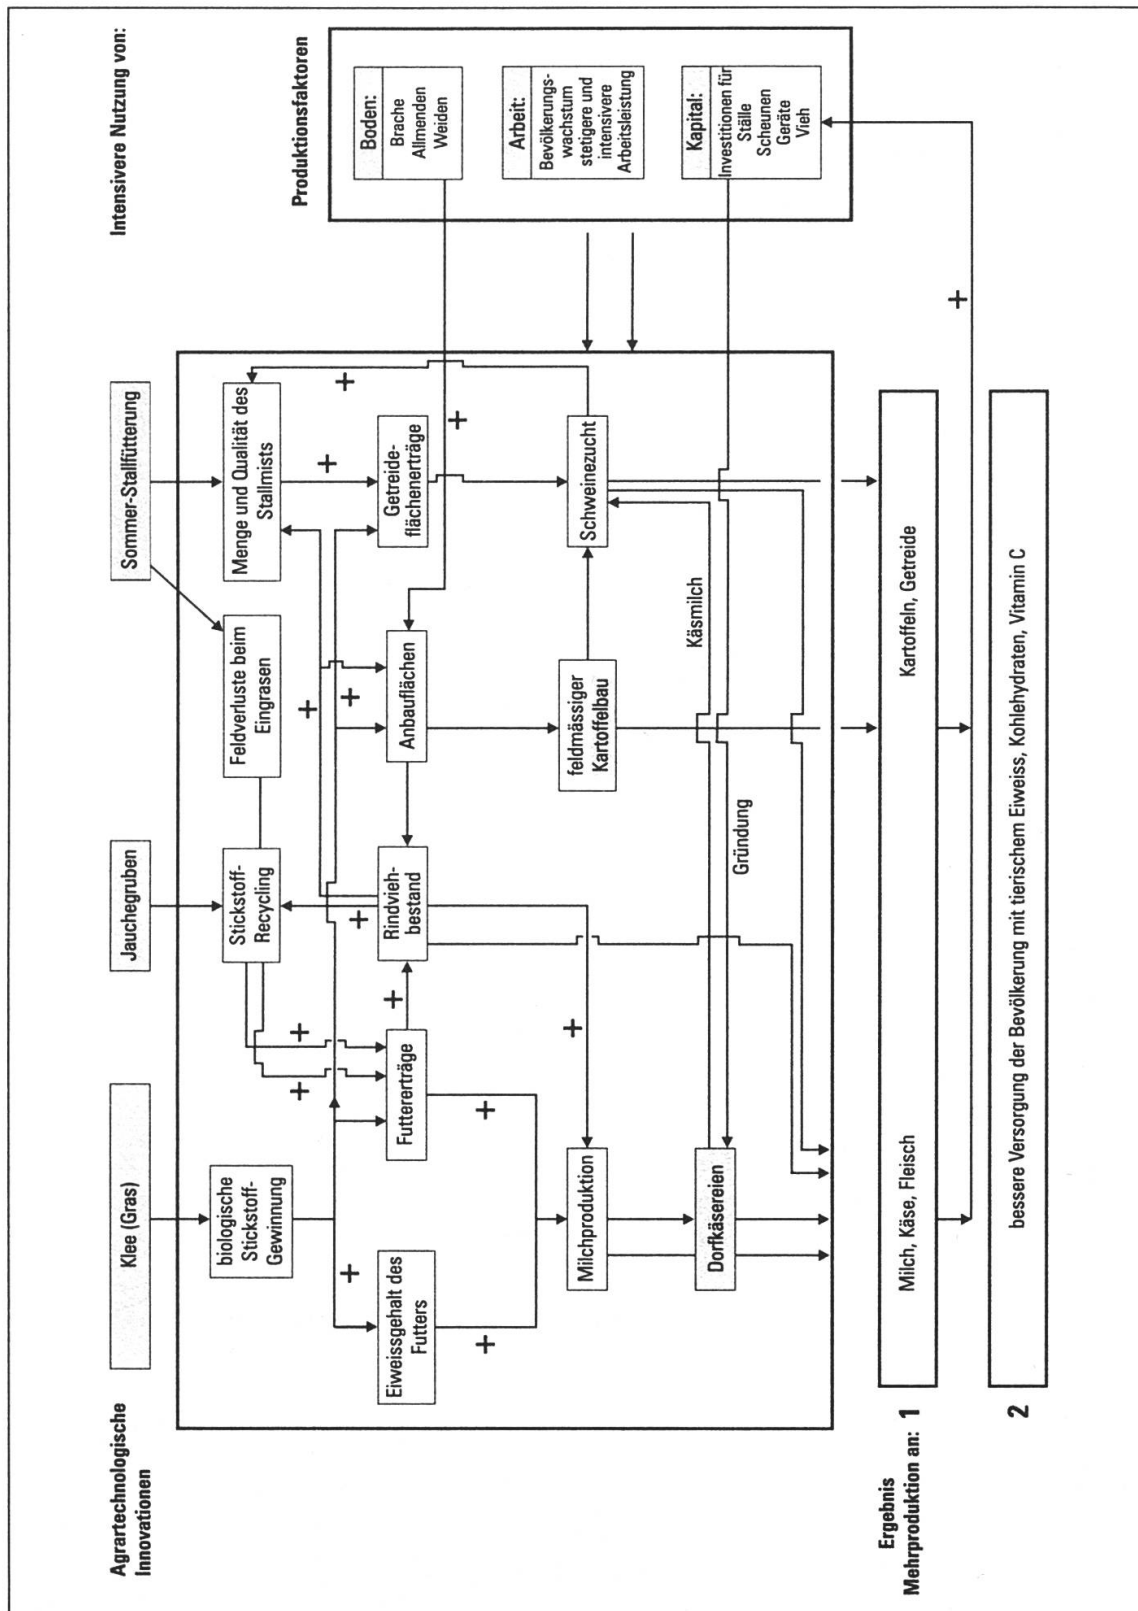 Agrartechnologische
Innovationen
Klee (Gras)
Jauchegruben
Sommer-Stallfütterung
Intensivere Nutzung von:
biologische
Stickstoff-
Gewinnung
Stickstoff-
Recycling
Feldverluste beim
Eingrasen
Menge und Qualität des
Stallmists
Produktionsfaktoren
+
+
+
+
+
+
+
+
Eiweissgehalt des
Futters
Futtererträge
+
Rindvieh-
bestand
Anbauflächen
Getreide-
flächenerträge
Boden:
Brache
Allmenden
Weiden
+
+
+
+
Milchproduktion
feldmässiger
Kartoffelbau
Schweinezucht
Arbeit:
Bevölkerungs-
wachstum
stetigere und
intensivere
Arbeitsleistung
Dorfkäsereien
Käsmilch
Gründung
Kapital:
Investitionen für
Ställe
Scheunen
Geräte
Vieh
Ergebnis
Mehrproduktion an:
1
Milch, Käse, Fleisch
Kartoffeln, Getreide
+
2
bessere Versorgung der Bevölkerung mit tierischem Eiweiss, Kohlehydraten, Vitamin C